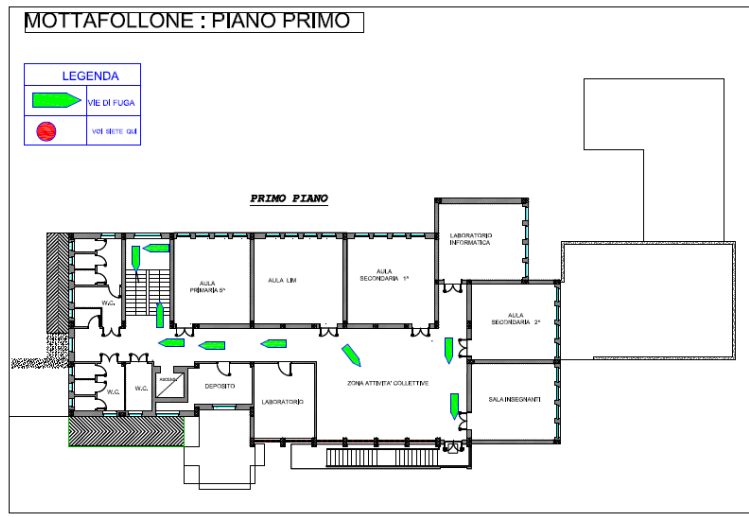 MOTTAFOLLONE : PIANO PRIMO
LEGENDA
VIE DI FUGA
VOI SIETE QUI
PRIMO PIANO
LABORATORIO
INFORMATICA
AULA
PRIMARIA 5ª
AULA LIM
AULA
SECONDARIA 1ª
W.C.
AULA
SECONDARIA 2ª
W.C.
W.C.
DEPOSITO
LABORATORIO
ZONA ATTIVITA' COLLETTIVE
SALA INSEGNANTI